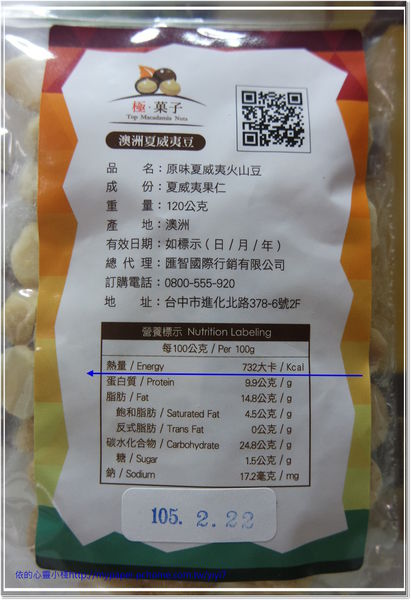 極·菓子
Top Macadamia Nuts
澳洲夏威夷豆
品名：原味夏威夷火山豆
成份：夏威夷果仁
重量：120公克
產地：澳洲
有效日期：如標示（日/月/年）
總代理：匯智國際行銷有限公司
訂購電話：0800-555-920
地址：台中市進化北路378-6號2F
營養標示 Nutrition Labeling
每100公克 / Per 100g
熱量 / Energy 732大卡 / Kcal
蛋白質 / Protein 9.9公克 / g
脂肪 / Fat 14.8公克 / g
飽和脂肪 / Saturated Fat 4.5公克 / g
反式脂肪 / Trans Fat 0公克 / g
碳水化合物 / Carbohydrate 24.8公克 / g
糖 / Sugar 1.5公克 / g
鈉 / Sodium 17.2毫克 / mg
105. 2. 22
依的心靈小棧